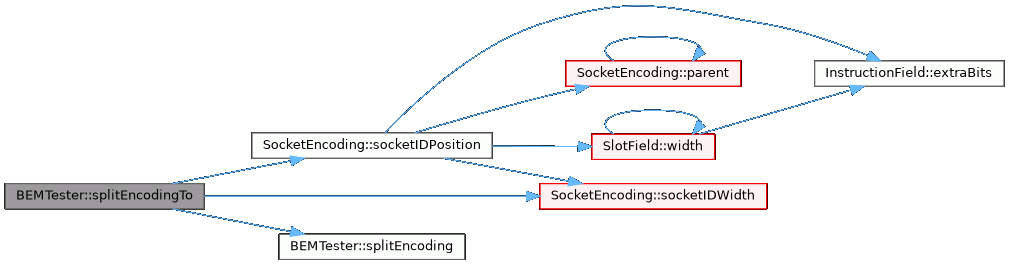 SocketEncoding::parent
InstructionField::extraBits
SocketEncoding::socketIDPosition
SlotField::width
BEMTester::splitEncodingTo
SocketEncoding::socketIDWidth
BEMTester::splitEncoding